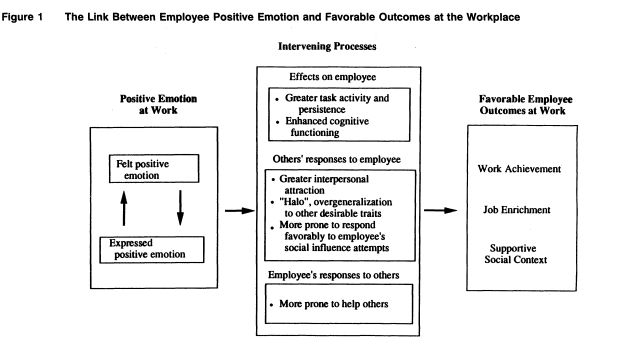 Figure 1 The Link Between Employee Positive Emotion and Favorable Outcomes at the Workplace
Intervening Processes
Positive Emotion
at Work
Felt positive
emotion
Expressed
positive emotion
Effects on employee
• Greater task activity and
persistence
• Enhanced cognitive
functioning
Others' responses to employee
• Greater interpersonal
attraction
• "Halo", overgeneralization
to other desirable traits
• More prone to respond
favorably to employee's
social influence attempts
Employee's responses to others
• More prone to help others
Favorable Employee
Outcomes at Work
Work Achievement
Job Enrichment
Supportive
Social Context